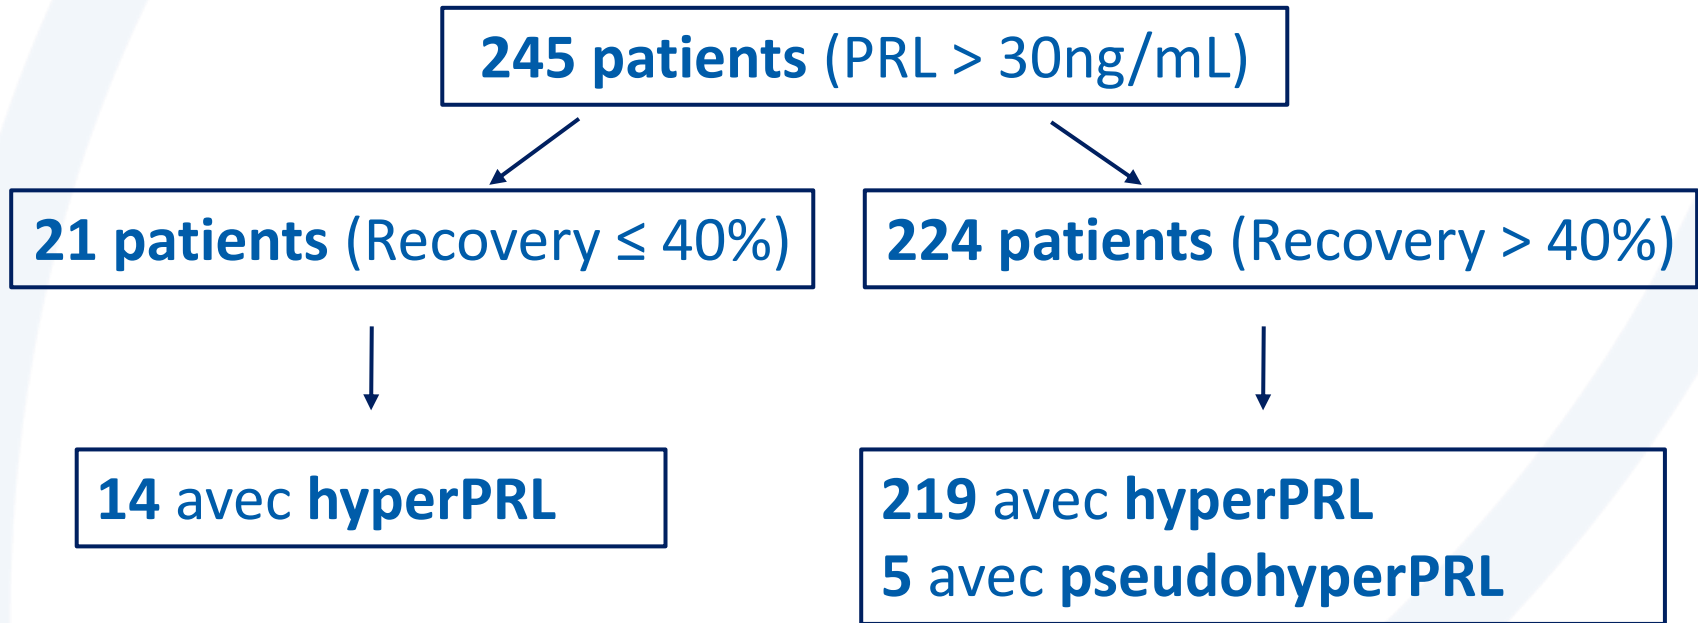 245 patients (PRL > 30ng/mL)
21 patients (Recovery ≤ 40%)
224 patients (Recovery > 40%)
14 avec hyperPRL
219 avec hyperPRL
5 avec pseudohyperPRL